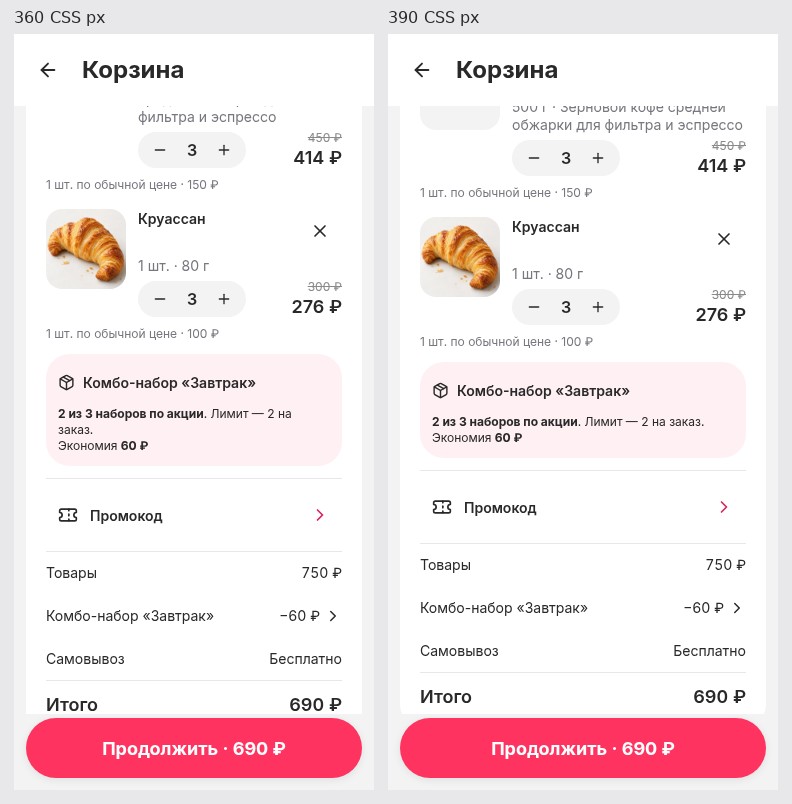 360 CSS px
Корзина
фильтра и эспрессо
3
450 ₽
414 ₽
1 шт. по обычной цене · 150 ₽
Круассан
1 шт. · 80 г
3
300 ₽
276 ₽
1 шт. по обычной цене · 100 ₽
Комбо-набор «Завтрак»
2 из 3 наборов по акции. Лимит — 2 на
заказ.
Экономия 60 ₽
Промокод
Товары 750 ₽
Комбо-набор «Завтрак» −60 ₽
Самовывоз Бесплатно
Итого 690 ₽
Продолжить · 690 ₽
390 CSS px
Корзина
500 г · Зерновой кофе средней
обжарки для фильтра и эспрессо
3
450 ₽
414 ₽
1 шт. по обычной цене · 150 ₽
Круассан
1 шт. · 80 г
3
300 ₽
276 ₽
1 шт. по обычной цене · 100 ₽
Комбо-набор «Завтрак»
2 из 3 наборов по акции. Лимит — 2 на заказ.
Экономия 60 ₽
Промокод
Товары 750 ₽
Комбо-набор «Завтрак» −60 ₽
Самовывоз Бесплатно
Итого 690 ₽
Продолжить · 690 ₽